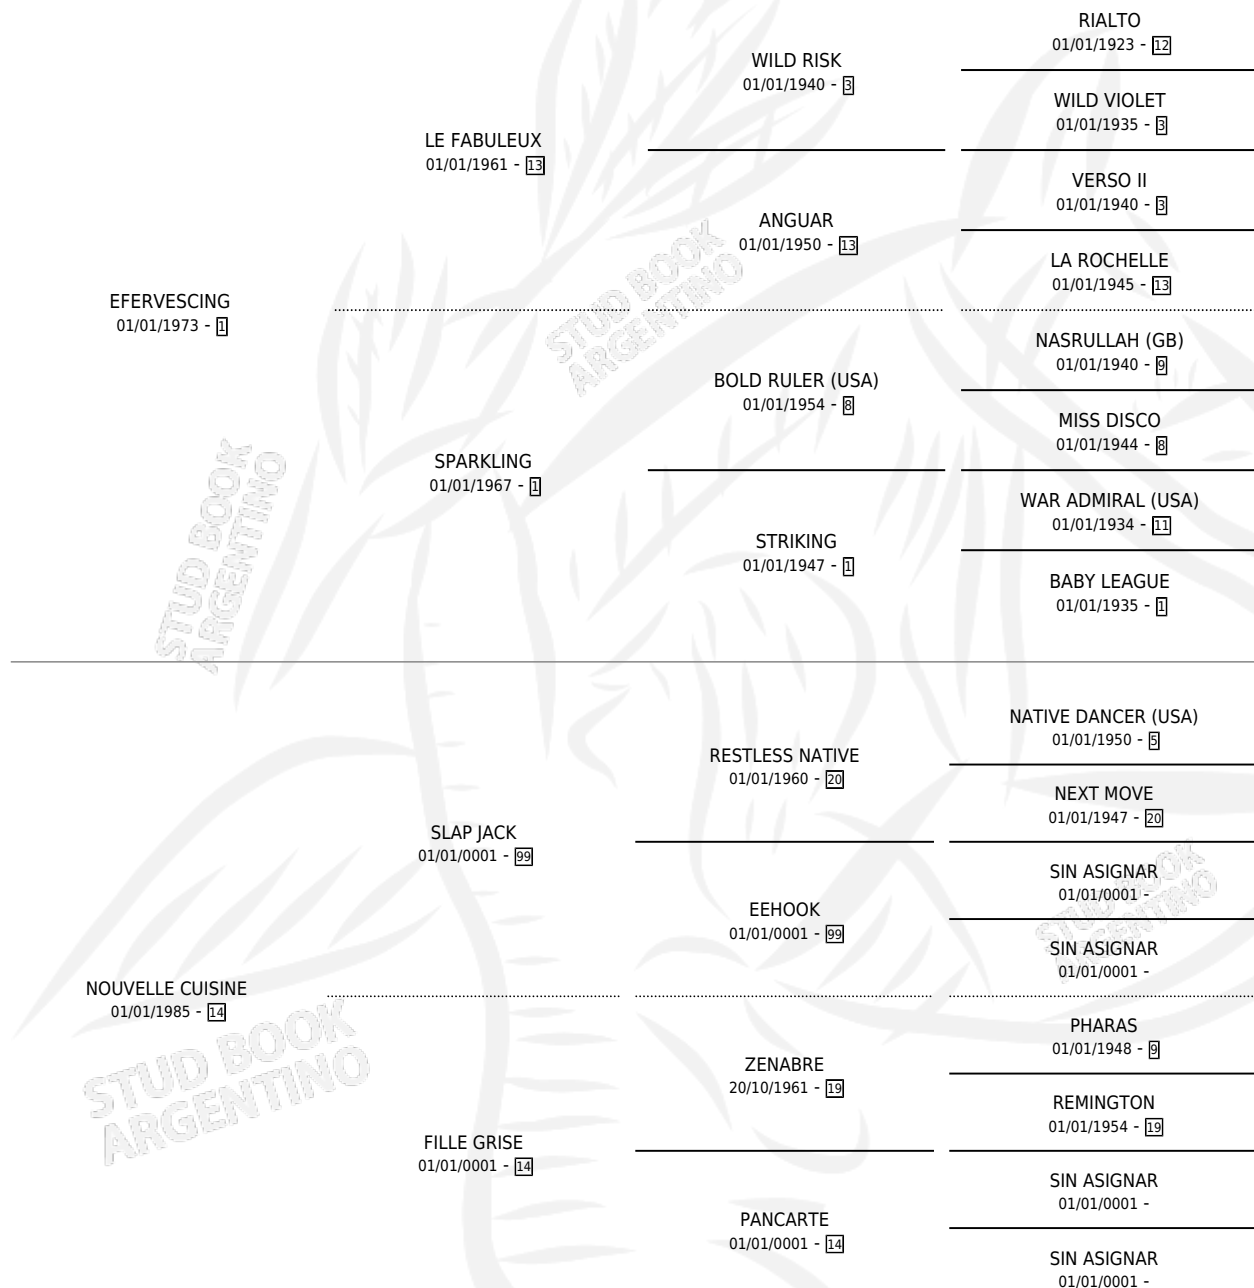 RIALTO
01/01/1923 - 12
WILD RISK
01/01/1940 - 3
WILD VIOLET
01/01/1935 - 3
LE FABULEUX
01/01/1961 - 13
VERSO II
01/01/1940 - 3
ANGUAR
01/01/1950 - 13
LA ROCHELLE
01/01/1945 - 13
EFERVESCING
01/01/1973 - 1
NASRULLAH (GB)
01/01/1940 - 9
BOLD RULER (USA)
01/01/1954 - 8
MISS DISCO
01/01/1944 - 8
SPARKLING
01/01/1967 - 1
WAR ADMIRAL (USA)
01/01/1934 - 11
STRIKING
01/01/1947 - 1
BABY LEAGUE
01/01/1935 - 1
NATIVE DANCER (USA)
01/01/1950 - 5
RESTLESS NATIVE
01/01/1960 - 20
NEXT MOVE
01/01/1947 - 20
SLAP JACK
01/01/0001 - 99
SIN ASIGNAR
01/01/0001 -
EEHOOK
01/01/0001 - 99
SIN ASIGNAR
01/01/0001 -
NOUVELLE CUISINE
01/01/1985 - 14
PHARAS
01/01/1948 - 9
ZENABRE
20/10/1961 - 19
REMINGTON
01/01/1954 - 19
FILLE GRISE
01/01/0001 - 14
SIN ASIGNAR
01/01/0001 -
PANCARTE
01/01/0001 - 14
SIN ASIGNAR
01/01/0001 -
STUD BOOK
ARGENTINO
STUD BOOK
ARGENTINO
STUD BOOK
ARGENTINO
STUD BOOK
ARGENTINO